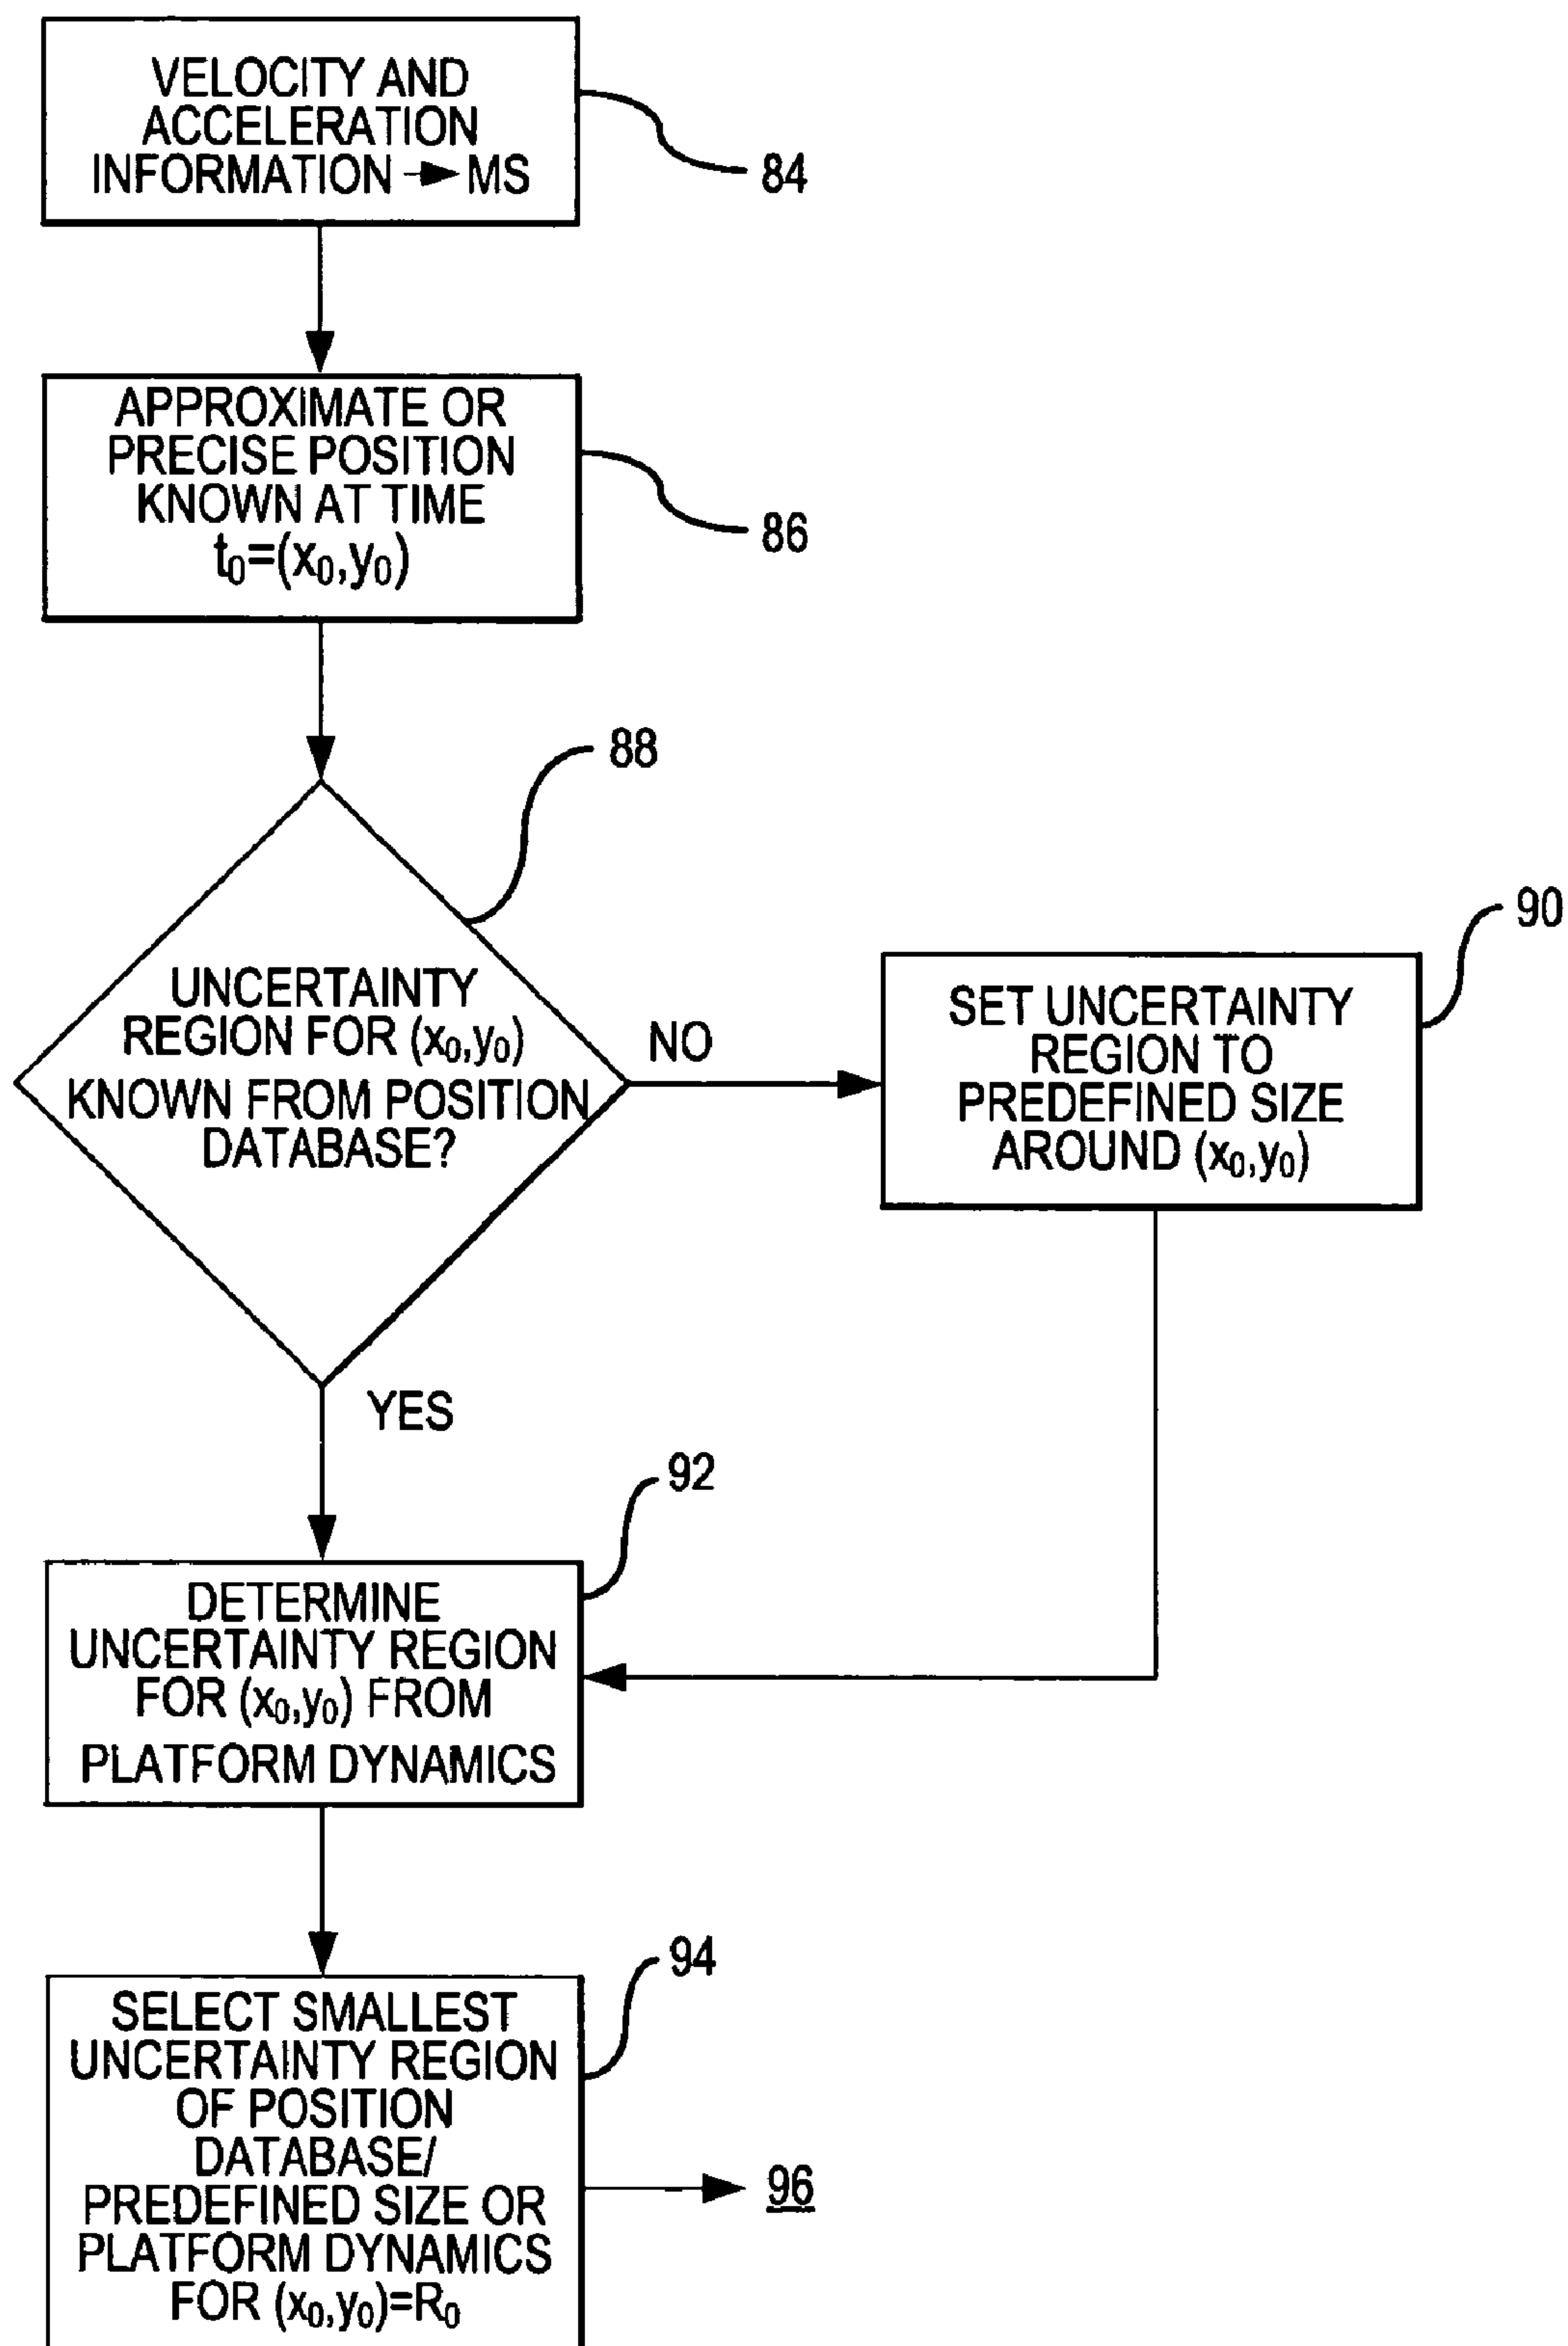 VELOCITY AND
ACCELERATION
INFORMATION → MS
84
APPROXIMATE OR
PRECISE POSITION
KNOWN AT TIME
t₀=(x₀,y₀)
86
88
UNCERTAINTY
REGION FOR (x₀,y₀)
KNOWN FROM POSITION
DATABASE?
NO
90
SET UNCERTAINTY
REGION TO
PREDEFINED SIZE
AROUND (x₀,y₀)
YES
92
DETERMINE
UNCERTAINTY REGION
FOR (x₀,y₀) FROM
PLATFORM DYNAMICS
94
SELECT SMALLEST
UNCERTAINTY REGION
OF POSITION
DATABASE/
PREDEFINED SIZE OR
PLATFORM DYNAMICS
FOR (x₀,y₀)=R₀
96